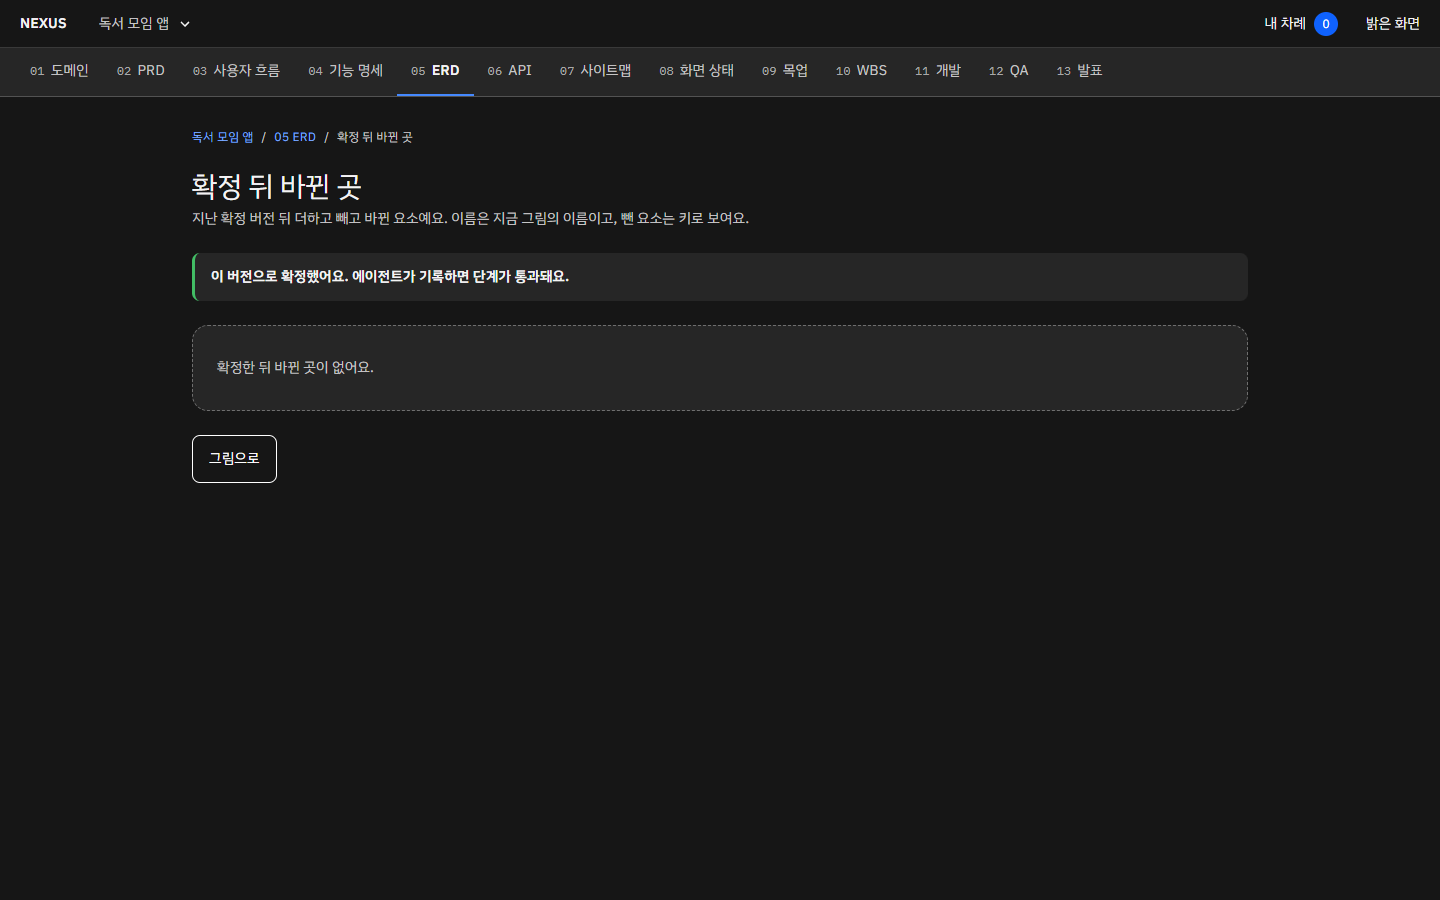 NEXUS 독서 모임 앱 내 차례 0 밝은 화면
01 도메인 02 PRD 03 사용자 흐름 04 기능 명세 05 ERD 06 API 07 사이트맵 08 화면 상태 09 목업 10 WBS 11 개발 12 QA 13 발표
독서 모임 앱 / 05 ERD / 확정 뒤 바뀐 곳
확정 뒤 바뀐 곳
지난 확정 버전 뒤 더하고 빼고 바뀐 요소예요. 이름은 지금 그림의 이름이고, 뺀 요소는 키로 보여요.
이 버전으로 확정했어요. 에이전트가 기록하면 단계가 통과돼요.
확정한 뒤 바뀐 곳이 없어요.
그림으로